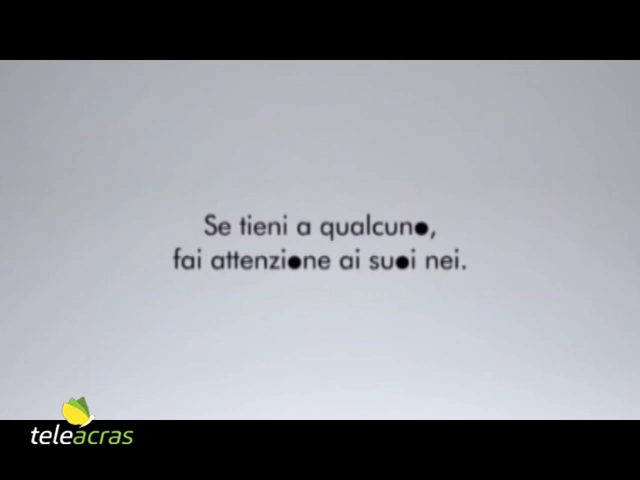 Se tieni a qualcuno,
fai attenzione ai suoi nei.
teleacras